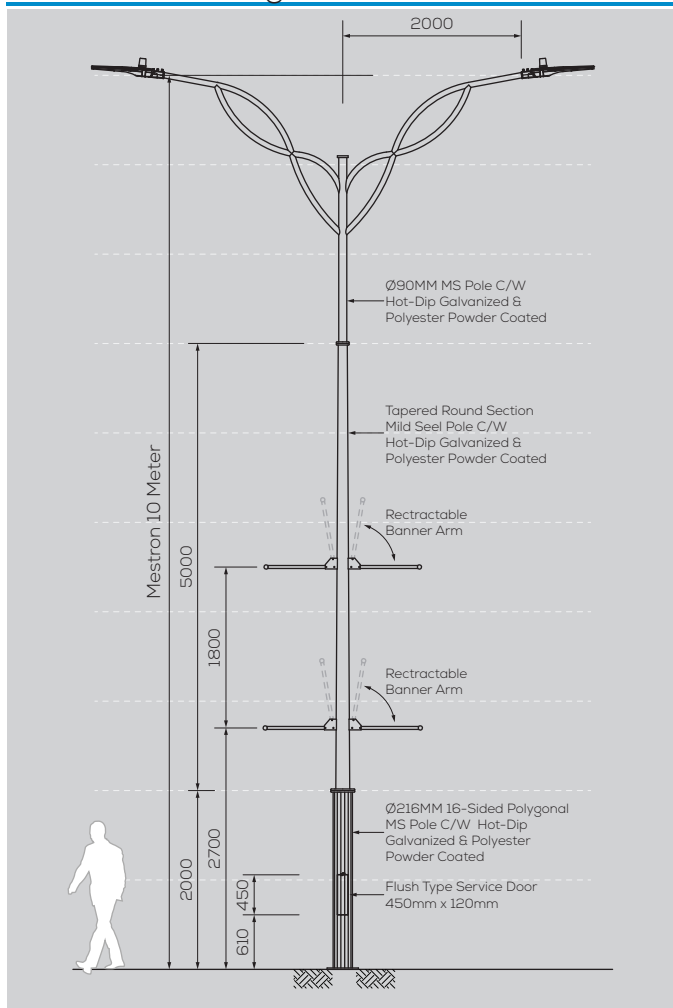 2000
Ø90MM MS Pole C/W
Hot-Dip Galvanized &
Polyester Powder Coated
Tapered Round Section
Mild Seel Pole C/W
Hot-Dip Galvanized &
Polyester Powder Coated
Mestron 10 Meter
5000
Rectractable
Banner Arm
1800
Rectractable
Banner Arm
Ø216MM 16-Sided Polygonal
MS Pole C/W Hot-Dip
Galvanized & Polyester
Powder Coated
2000
2700
450
Flush Type Service Door
450mm x 120mm
610